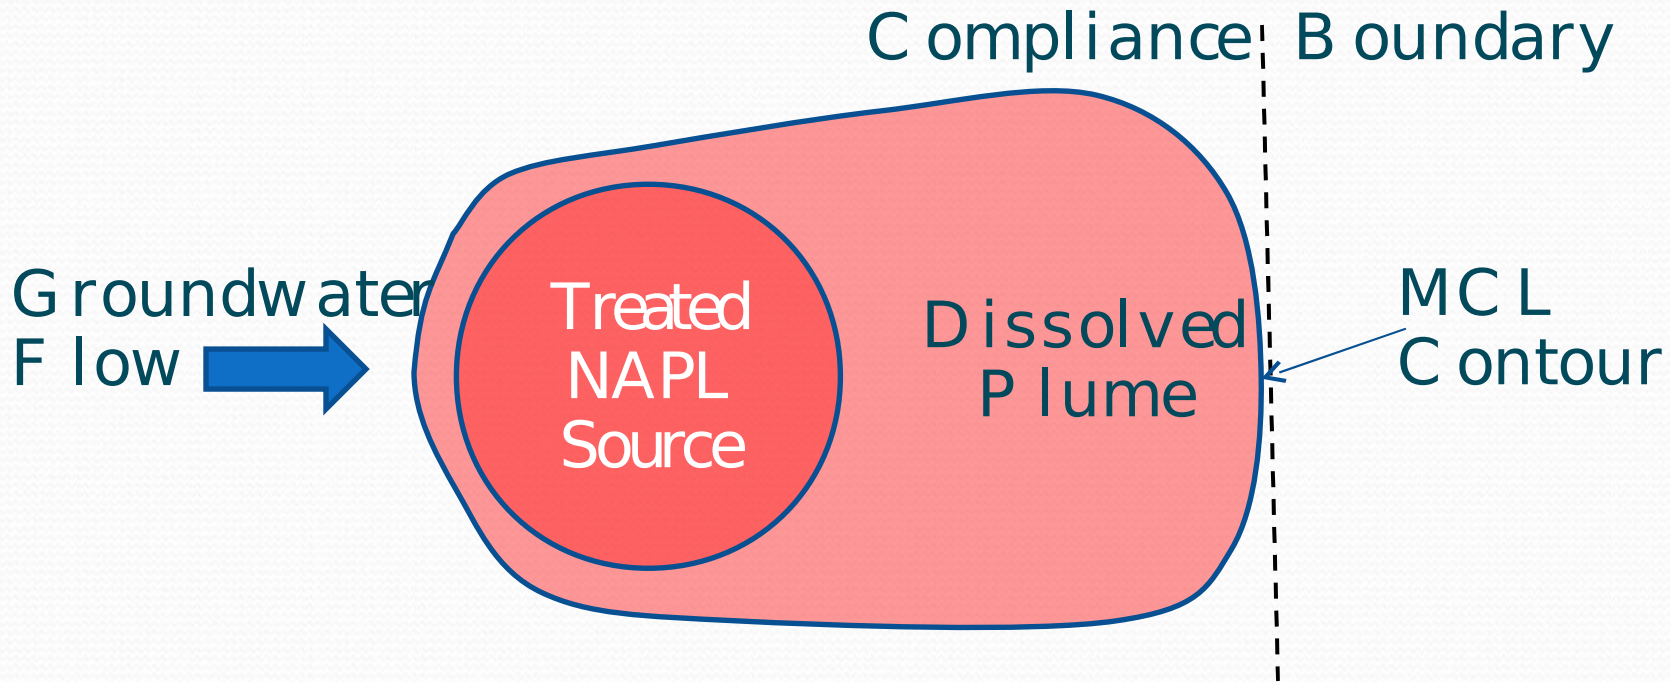 Compliance Boundary
Groundwater
Flow
Treated
NAPL
Source
Dissolved
Plume
MCL
Contour